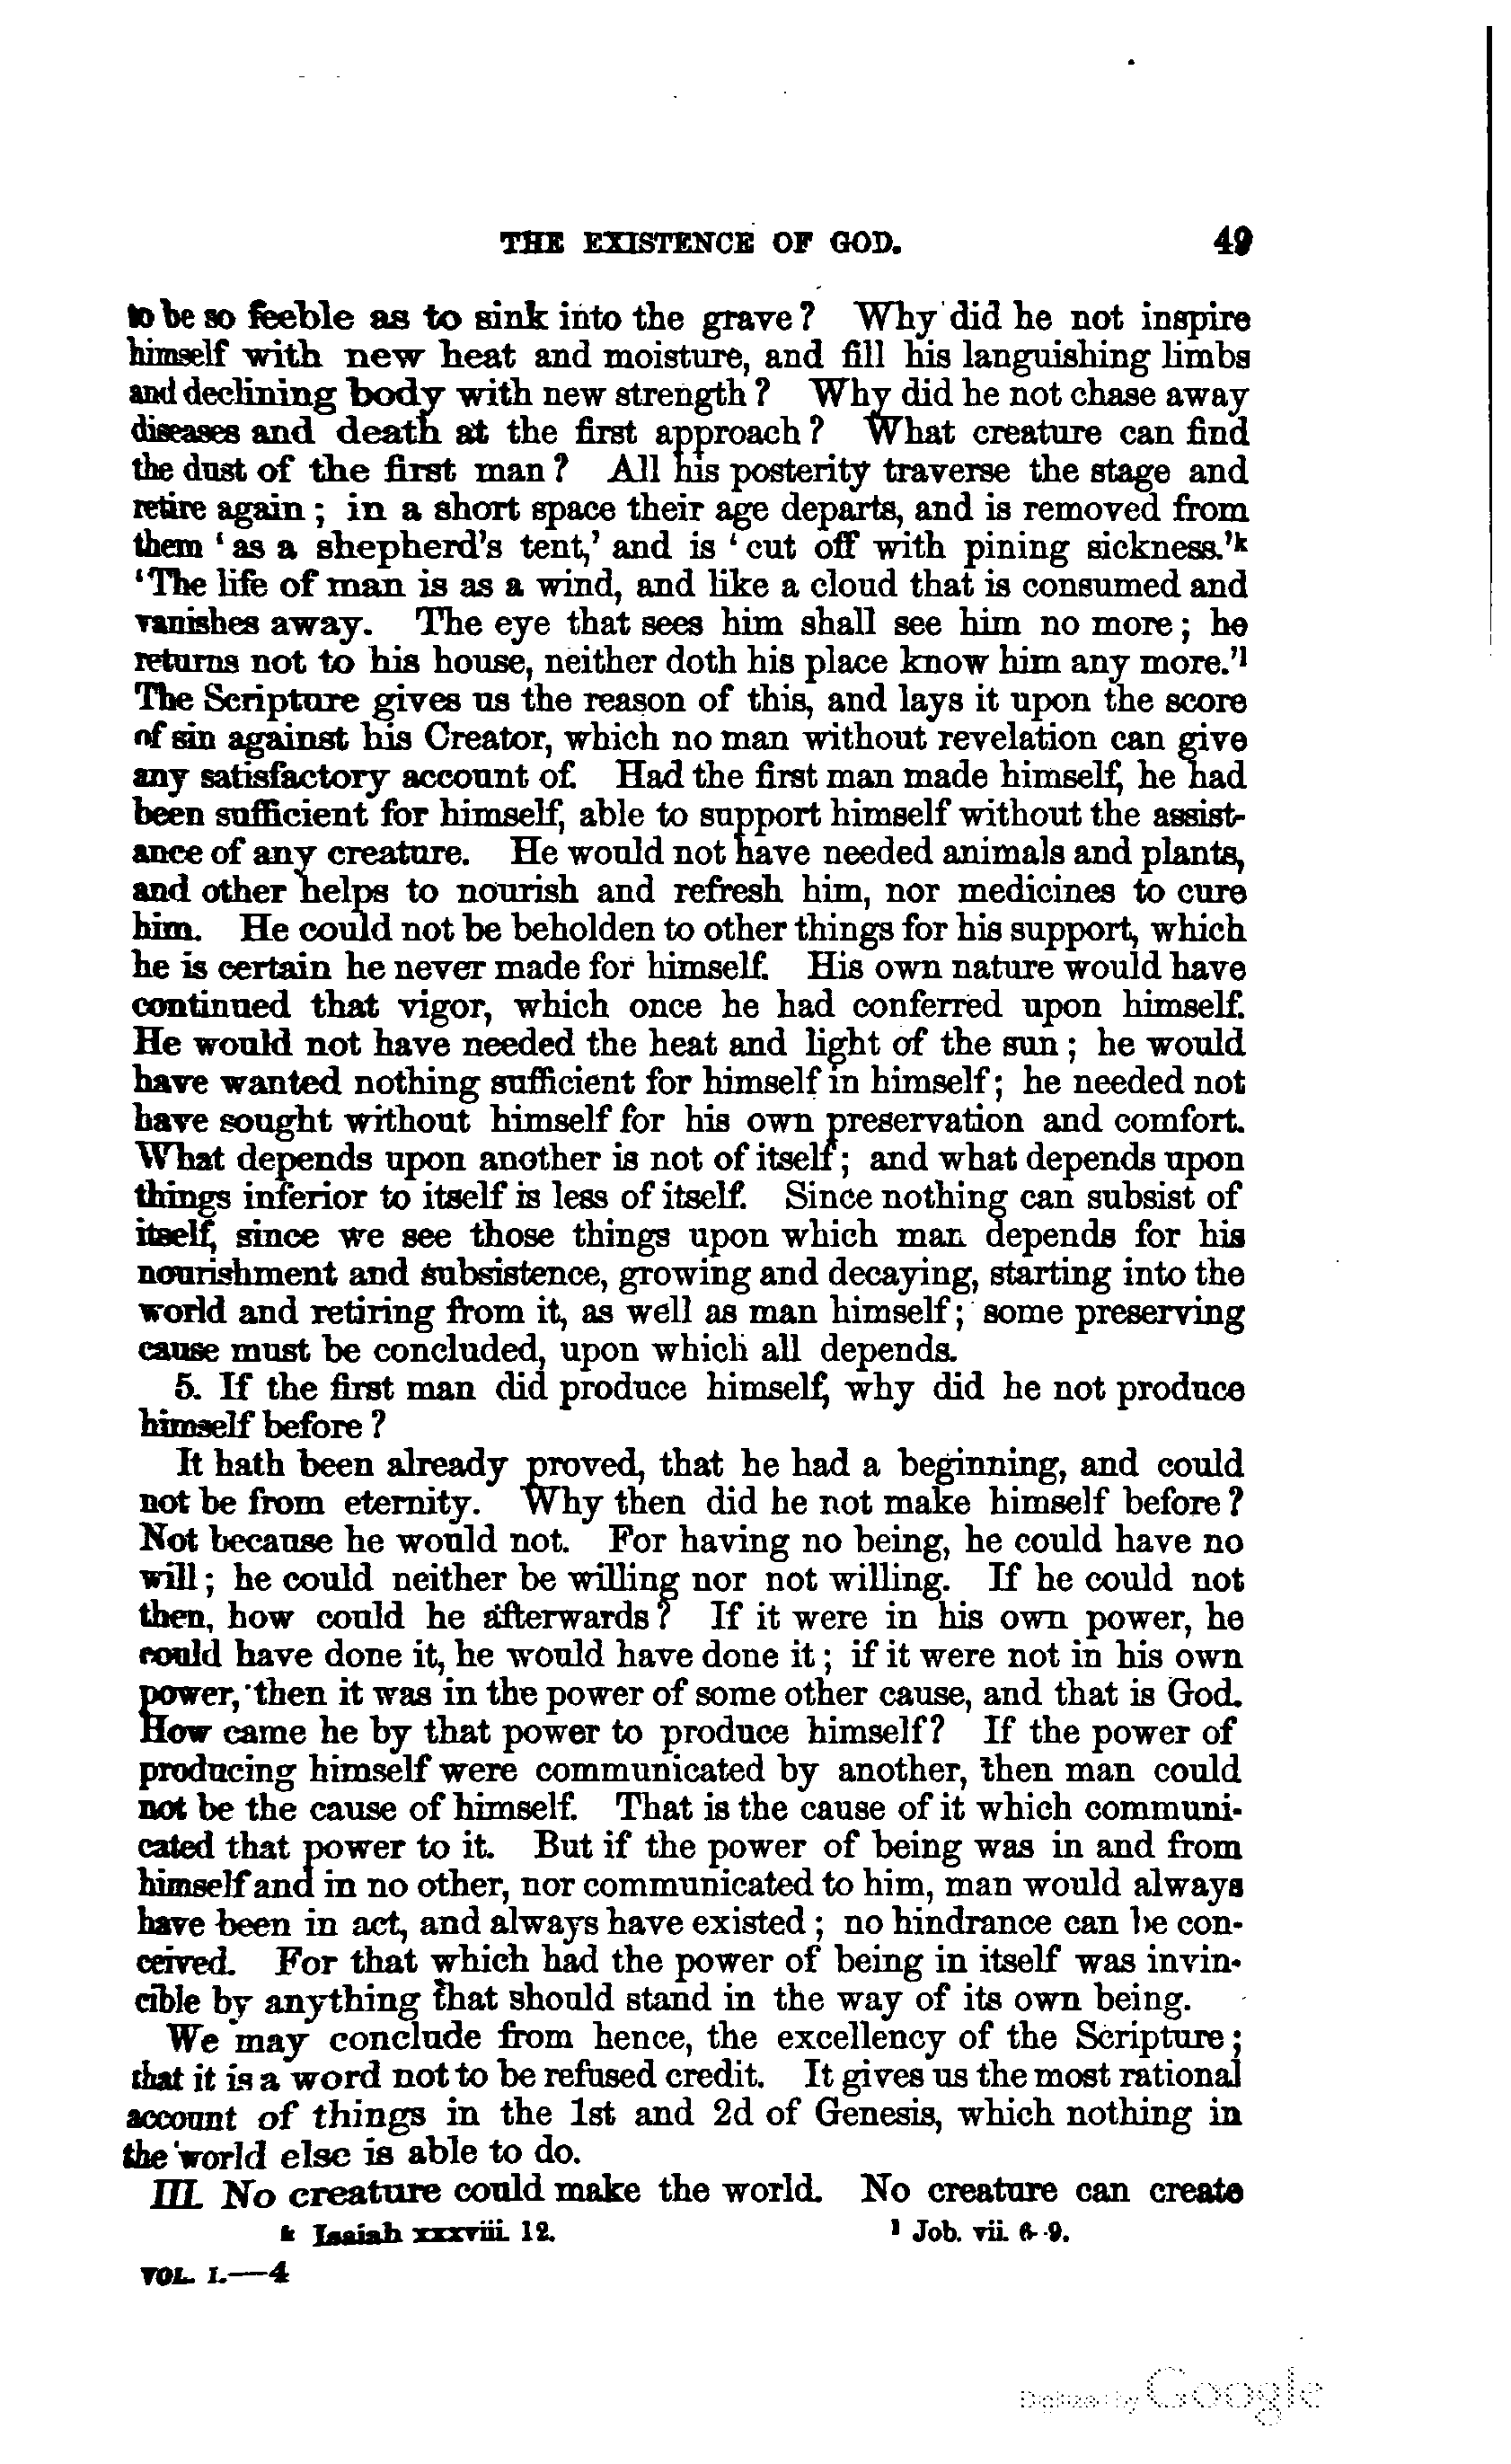 THE EXISTENCE OF GOD. 49
to be so feeble as to sink into the grave? Why did he not inspire
himself with new heat and moisture, and fill his languishing limbs
and declining body with new strength? Why did he not chase away
diseases and death at the first approach? What creature can find
the dust of the first man? All his posterity traverse the stage and
retire again; in a short space their age departs, and is removed from
them ‘as a shepherd's tent,’ and is ‘cut off with pining sickness.’k
‘The life of man is as a wind, and like a cloud that is consumed and
vanishes away. The eye that sees him shall see him no more; he
returns not to his house, neither doth his place know him any more.’l
The Scripture gives us the reason of this, and lays it upon the score
of sin against his Creator, which no man without revelation can give
any satisfactory account of. Had the first man made himself, he had
been sufficient for himself, able to support himself without the assist-
ance of any creature. He would not have needed animals and plants,
and other helps to nourish and refresh him, nor medicines to cure
him. He could not be beholden to other things for his support, which
he is certain he never made for himself. His own nature would have
continued that vigor, which once he had conferred upon himself.
He would not have needed the heat and light of the sun; he would
have wanted nothing sufficient for himself in himself; he needed not
have sought without himself for his own preservation and comfort.
What depends upon another is not of itself; and what depends upon
things inferior to itself is less of itself. Since nothing can subsist of
itself, since we see those things upon which man depends for his
nourishment and subsistence, growing and decaying, starting into the
world and retiring from it, as well as man himself; some preserving
cause must be concluded, upon which all depends.
5. If the first man did produce himself, why did he not produce
himself before?
It hath been already proved, that he had a beginning, and could
not be from eternity. Why then did he not make himself before?
Not because he would not. For having no being, he could have no
will; he could neither be willing nor not willing. If he could not
then, how could he afterwards? If it were in his own power, he
could have done it, he would have done it; if it were not in his own
power, then it was in the power of some other cause, and that is God.
How came he by that power to produce himself? If the power of
producing himself were communicated by another, then man could
not be the cause of himself. That is the cause of it which communi-
cated that power to it. But if the power of being was in and from
himself and in no other, nor communicated to him, man would always
have been in act, and always have existed; no hindrance can be con-
ceived. For that which had the power of being in itself was invin-
cible by anything that should stand in the way of its own being.
We may conclude from hence, the excellency of the Scripture;
that it is a word not to be refused credit. It gives us the most rational
account of things in the 1st and 2d of Genesis, which nothing in
the world else is able to do.
III. No creature could make the world. No creature can create
k Isaiah xxxviii. 12. l Job. vii. 6-9.
VOL. I.—4
Digitized by Google